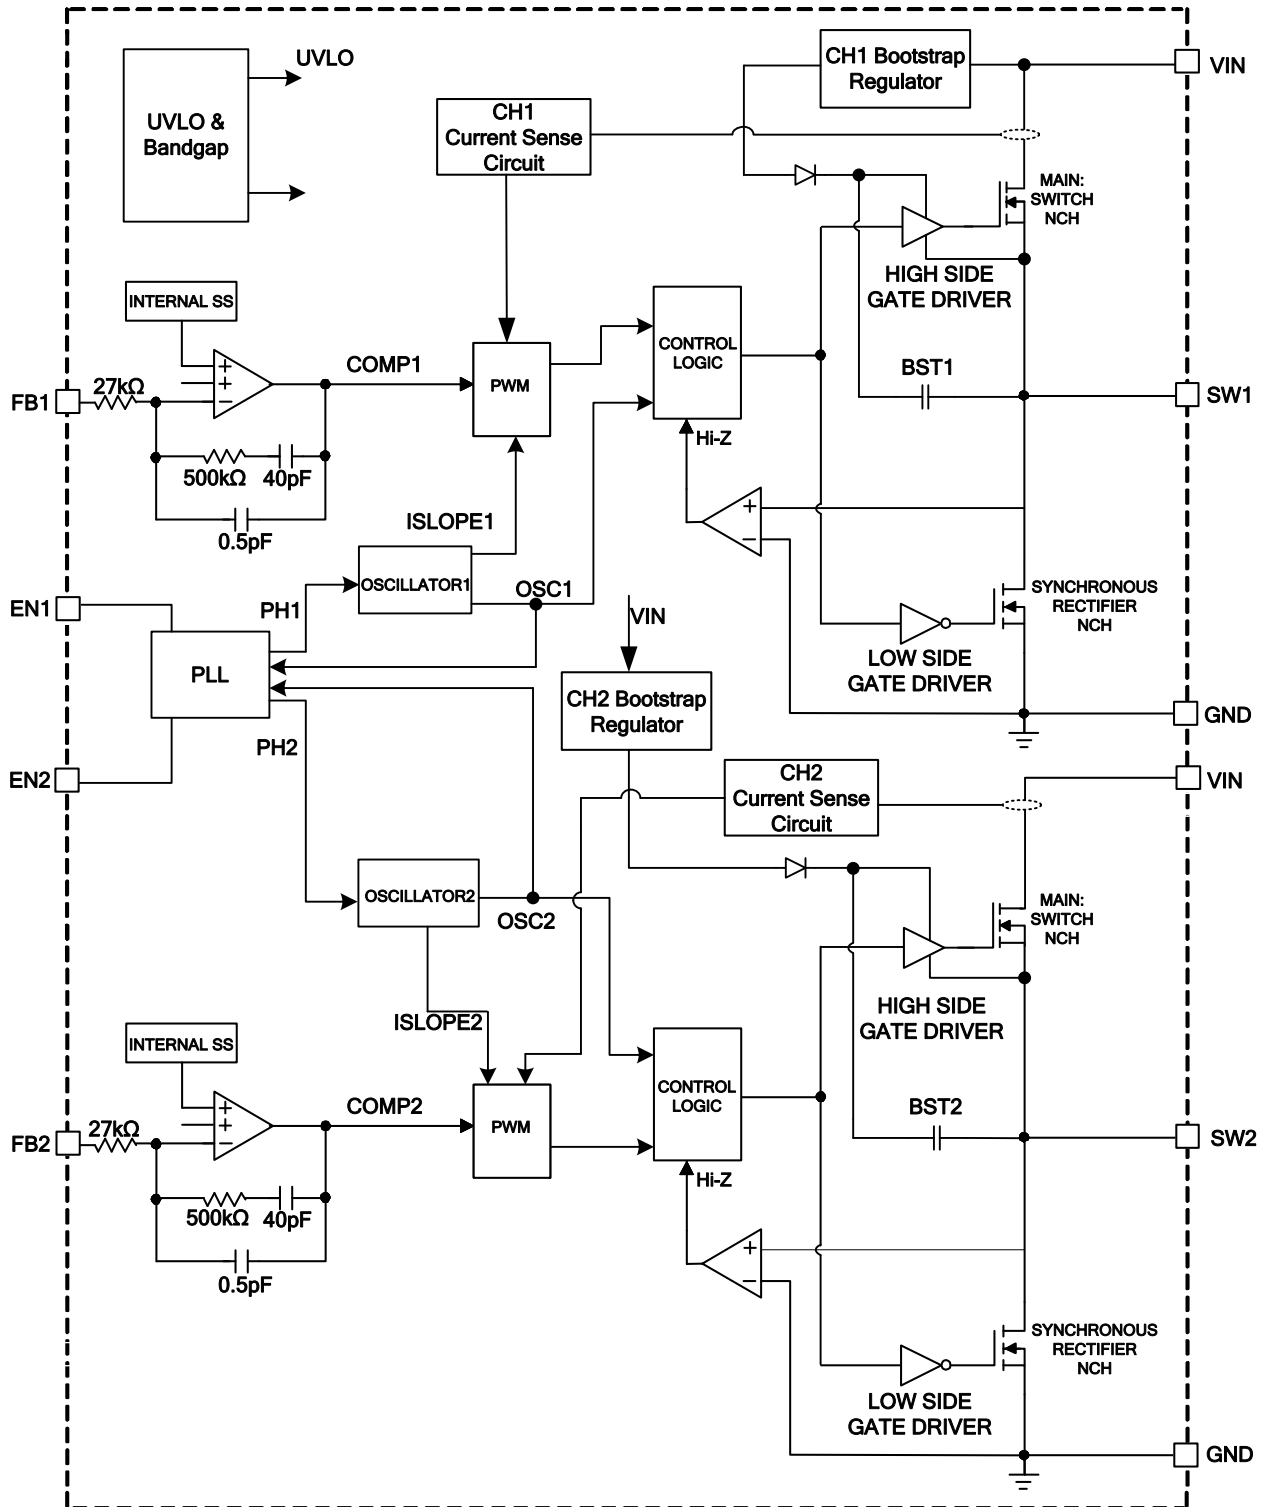 UVLO
UVLO &
Bandgap
CH1 Bootstrap
Regulator
VIN
CH1
Current Sense
Circuit
MAIN:
SWITCH
NCH
HIGH SIDE
GATE DRIVER
INTERNAL SS
+
+
−
27kΩ
FB1
500kΩ
40pF
0.5pF
COMP1
PWM
CONTROL
LOGIC
BST1
SW1
Hi-Z
+
−
ISLOPE1
OSCILLATOR1
OSC1
SYNCHRONOUS
RECTIFIER
NCH
LOW SIDE
GATE DRIVER
EN1
PH1
PLL
VIN
CH2 Bootstrap
Regulator
GND
PH2
EN2
CH2
Current Sense
Circuit
VIN
OSCILLATOR2
OSC2
MAIN:
SWITCH
NCH
HIGH SIDE
GATE DRIVER
ISLOPE2
INTERNAL SS
+
+
−
27kΩ
FB2
500kΩ
40pF
0.5pF
COMP2
PWM
CONTROL
LOGIC
BST2
SW2
Hi-Z
+
−
SYNCHRONOUS
RECTIFIER
NCH
LOW SIDE
GATE DRIVER
GND